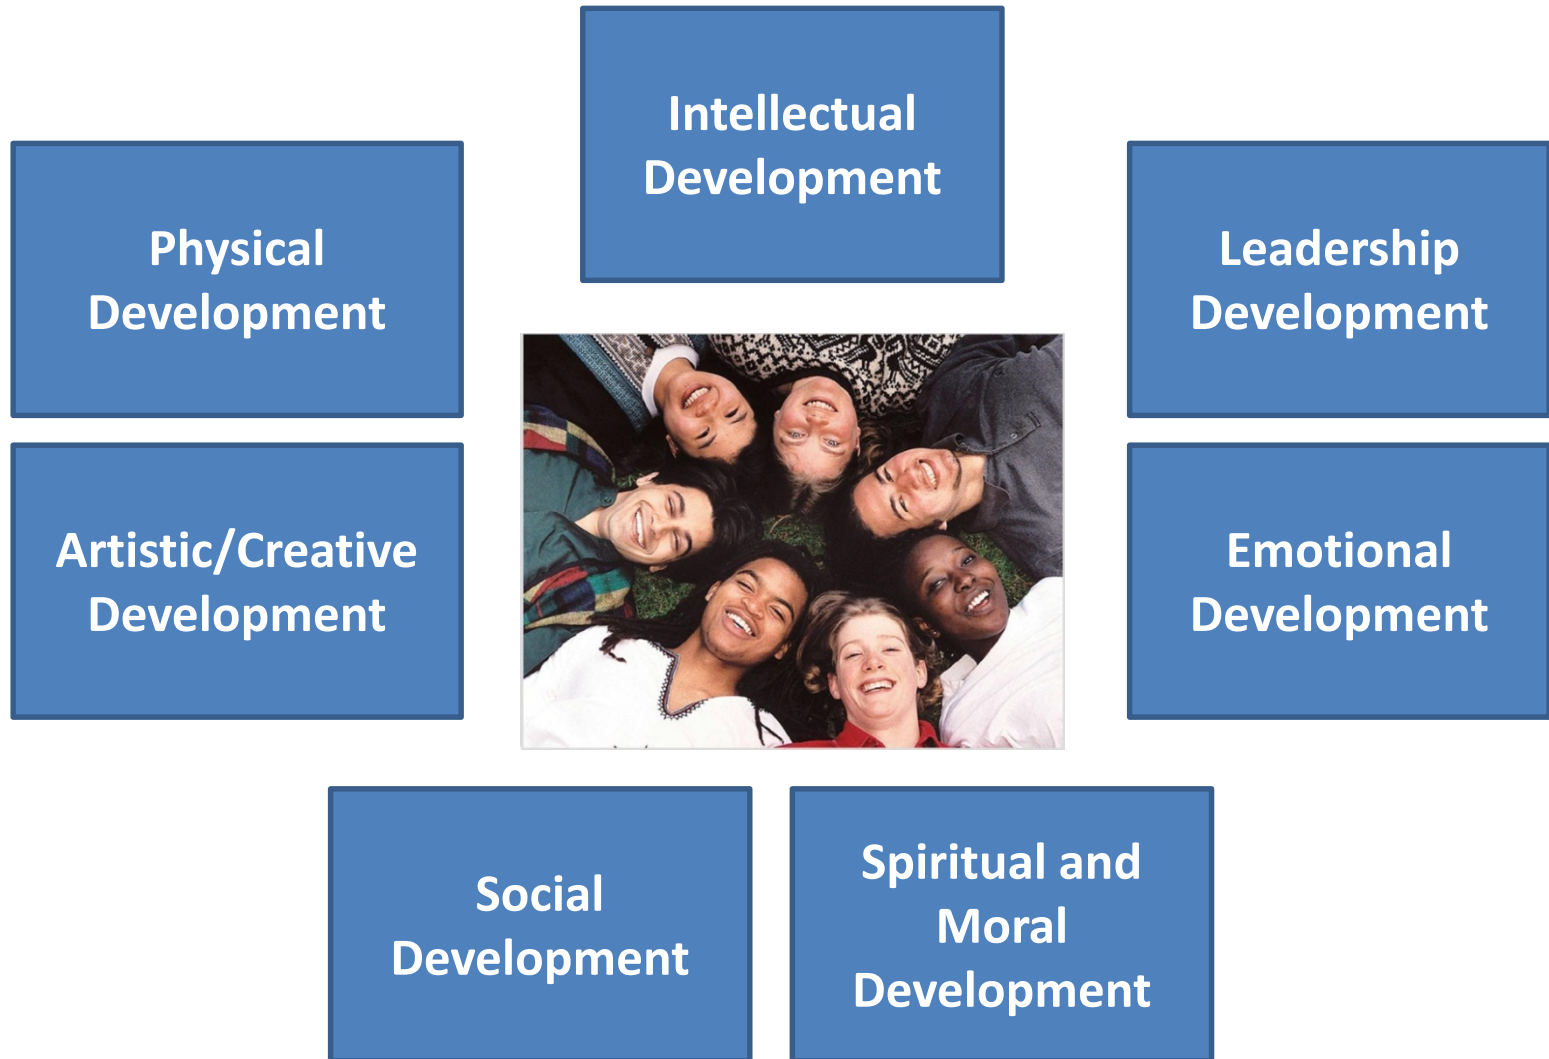 Intellectual
Development
Physical
Development
Leadership
Development
Artistic/Creative
Development
Emotional
Development
Social
Development
Spiritual and
Moral
Development